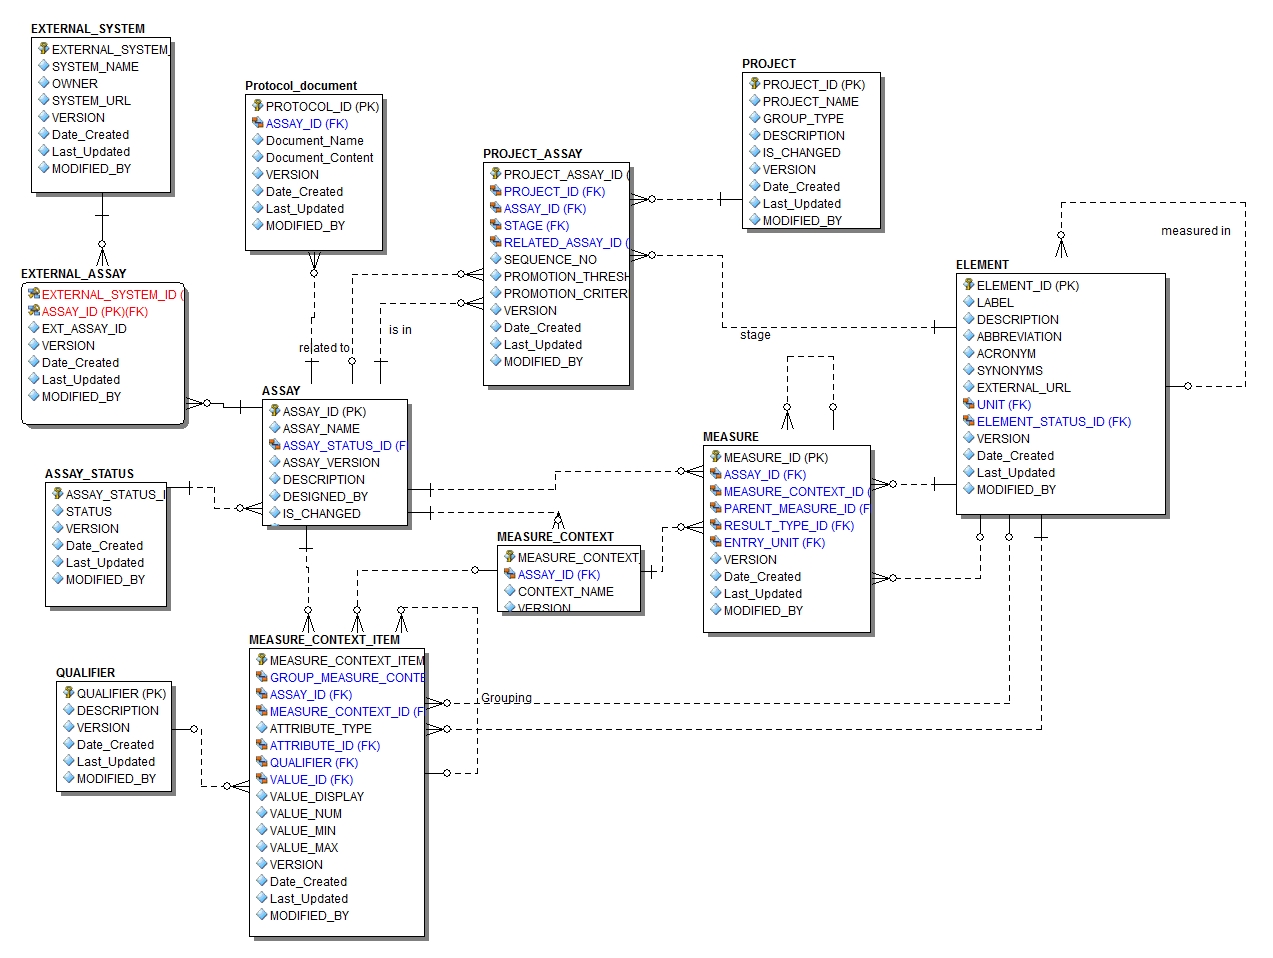 EXTERNAL_SYSTEM
EXTERNAL_SYSTEM_
SYSTEM_NAME
OWNER
SYSTEM_URL
VERSION
Date_Created
Last_Updated
MODIFIED_BY
Protocol_document
PROTOCOL_ID (PK)
ASSAY_ID (FK)
Document_Name
Document_Content
VERSION
Date_Created
Last_Updated
MODIFIED_BY
PROJECT
PROJECT_ID (PK)
PROJECT_NAME
GROUP_TYPE
DESCRIPTION
IS_CHANGED
VERSION
Date_Created
Last_Updated
MODIFIED_BY
PROJECT_ASSAY
PROJECT_ASSAY_ID (
PROJECT_ID (FK)
ASSAY_ID (FK)
STAGE (FK)
RELATED_ASSAY_ID (
SEQUENCE_NO
PROMOTION_THRESH
PROMOTION_CRITER
VERSION
Date_Created
Last_Updated
MODIFIED_BY
measured in
EXTERNAL_ASSAY
EXTERNAL_SYSTEM_ID (
ASSAY_ID (PK)(FK)
EXT_ASSAY_ID
VERSION
Date_Created
Last_Updated
MODIFIED_BY
ELEMENT
ELEMENT_ID (PK)
LABEL
DESCRIPTION
ABBREVIATION
ACRONYM
SYNONYMS
EXTERNAL_URL
UNIT (FK)
ELEMENT_STATUS_ID (FK)
VERSION
Date_Created
Last_Updated
MODIFIED_BY
is in
related to
stage
ASSAY
ASSAY_ID (PK)
ASSAY_NAME
ASSAY_STATUS_ID (F
ASSAY_VERSION
DESCRIPTION
DESIGNED_BY
IS_CHANGED
MEASURE
MEASURE_ID (PK)
ASSAY_ID (FK)
MEASURE_CONTEXT_ID (
PARENT_MEASURE_ID (F
RESULT_TYPE_ID (FK)
ENTRY_UNIT (FK)
VERSION
Date_Created
Last_Updated
MODIFIED_BY
ASSAY_STATUS
ASSAY_STATUS_I
STATUS
VERSION
Date_Created
Last_Updated
MODIFIED_BY
MEASURE_CONTEXT
MEASURE_CONTEXT_
ASSAY_ID (FK)
CONTEXT_NAME
VERSION
MEASURE_CONTEXT_ITEM
MEASURE_CONTEXT_ITEM
GROUP_MEASURE_CONTE
ASSAY_ID (FK)
MEASURE_CONTEXT_ID (F
ATTRIBUTE_TYPE
ATTRIBUTE_ID (FK)
QUALIFIER (FK)
VALUE_ID (FK)
VALUE_DISPLAY
VALUE_NUM
VALUE_MIN
VALUE_MAX
VERSION
Date_Created
Last_Updated
MODIFIED_BY
QUALIFIER
QUALIFIER (PK)
DESCRIPTION
VERSION
Date_Created
Last_Updated
MODIFIED_BY
Grouping